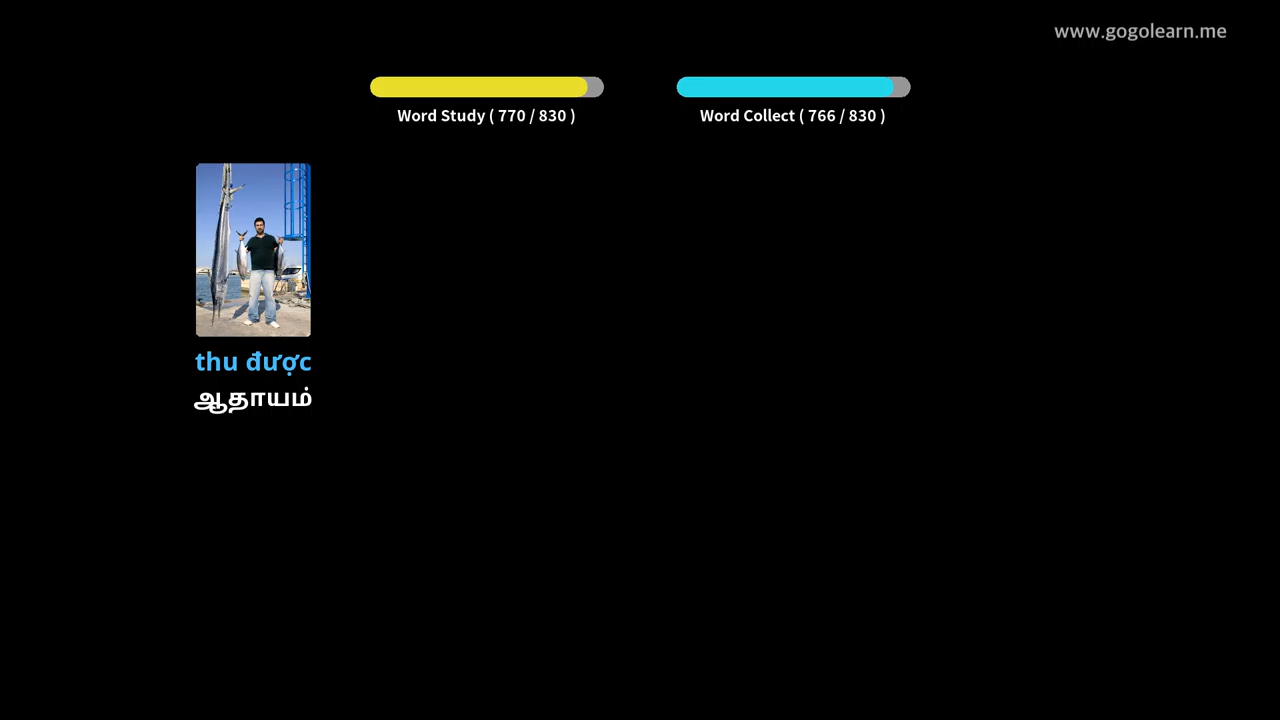 www.gogolearn.me
Word Study ( 770 / 830 )
Word Collect ( 766 / 830 )
thu được
ஆதாயம்